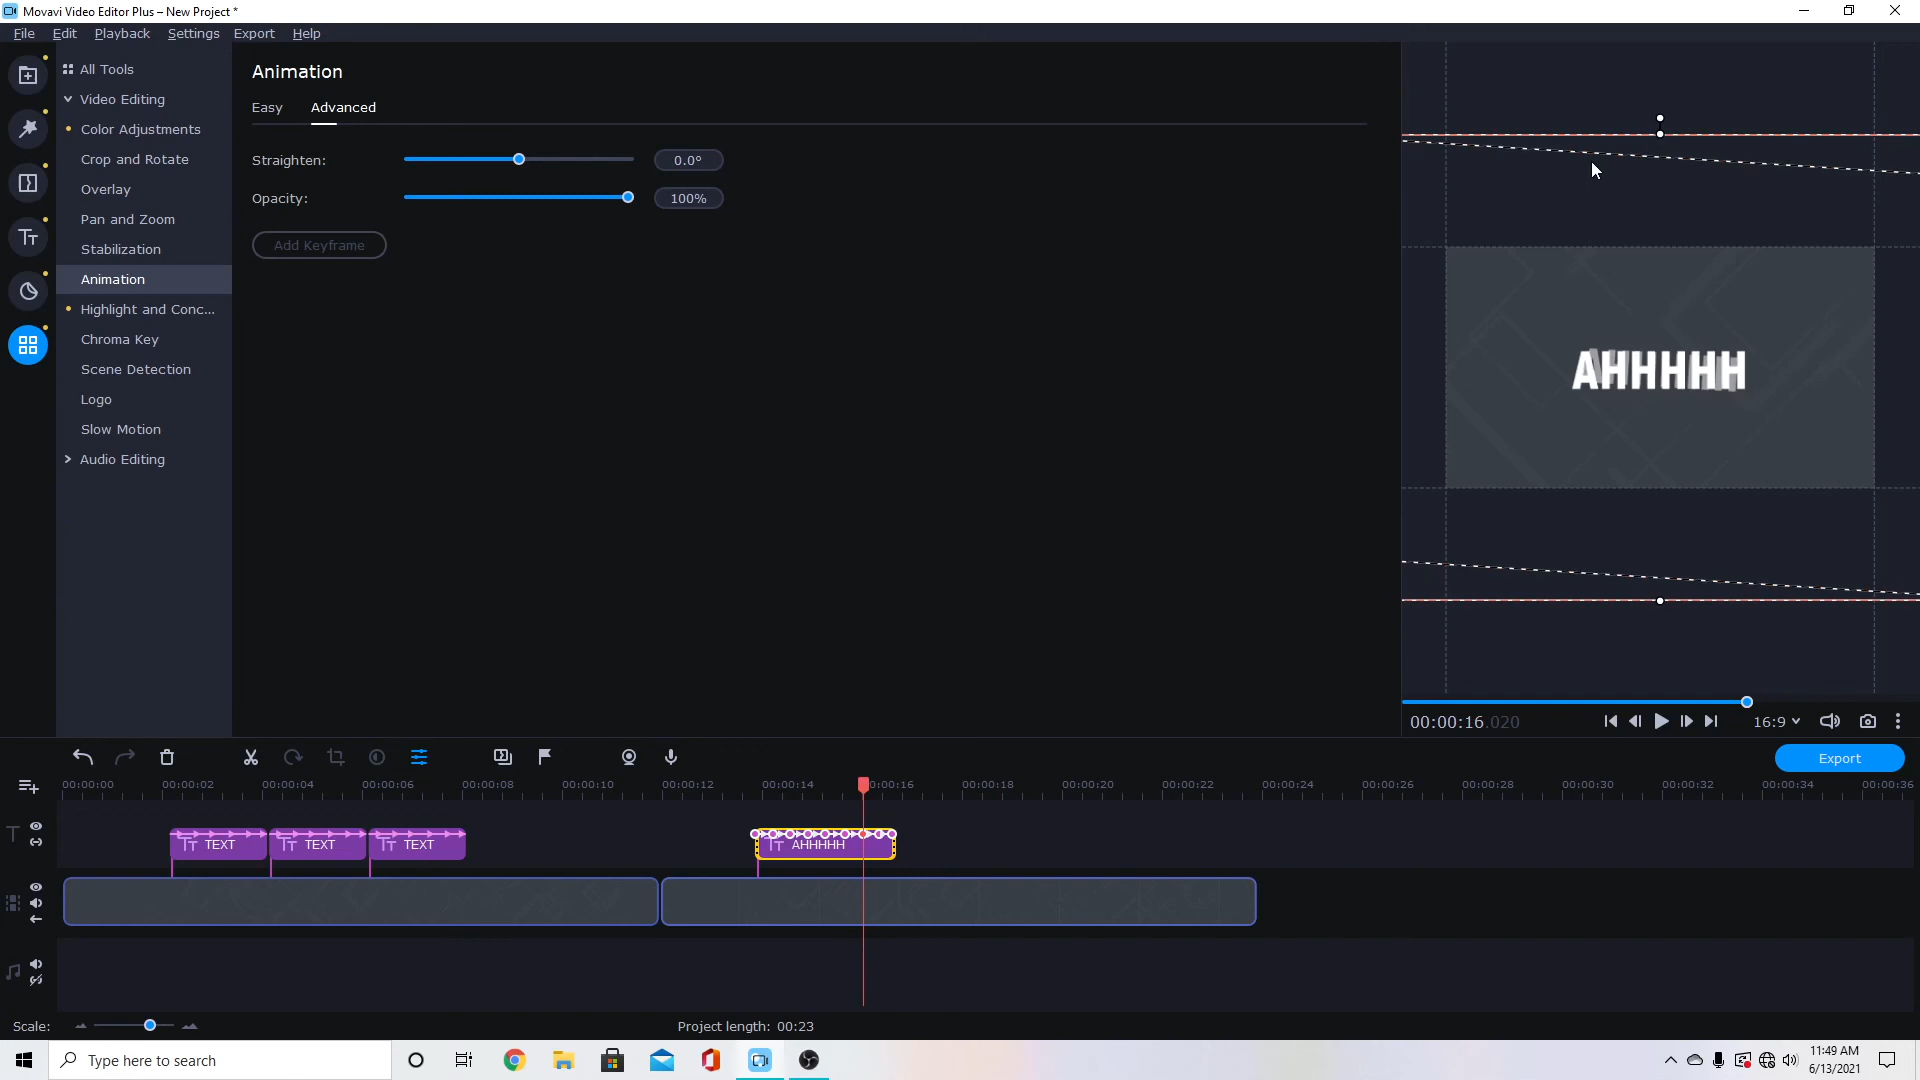 Movavi Video Editor Plus – New Project *
File Edit Playback Settings Export Help
All Tools
Video Editing
Color Adjustments
Crop and Rotate
Overlay
Pan and Zoom
Stabilization
Animation
Highlight and Conc...
Chroma Key
Scene Detection
Logo
Slow Motion
Audio Editing
Animation
Easy Advanced
Straighten: 0.0°
Opacity: 100%
Add Keyframe
AHHHHH
00:00:16.020 16:9
Export
00:00:00 00:00:02 00:00:04 00:00:06 00:00:08 00:00:10 00:00:12 00:00:14 00:00:16 00:00:18 00:00:20 00:00:22 00:00:24 00:00:26 00:00:28 00:00:30 00:00:32 00:00:34 00:00:36
TEXT TEXT TEXT AHHHHH
Scale: Project length: 00:23
Type here to search
11:49 AM
6/13/2021